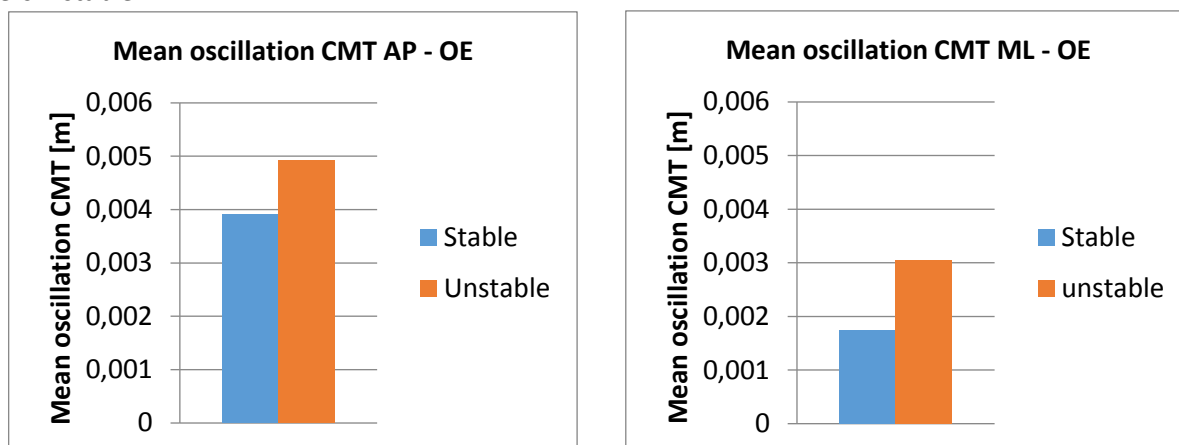 Mean oscillation CMT AP - OE
Mean oscillation CMT [m]
0,006
0,005
0,004
0,003
0,002
0,001
0
Stable
Unstable
Mean oscillation CMT ML - OE
Mean oscillation CMT [m]
0,006
0,005
0,004
0,003
0,002
0,001
0
Stable
unstable